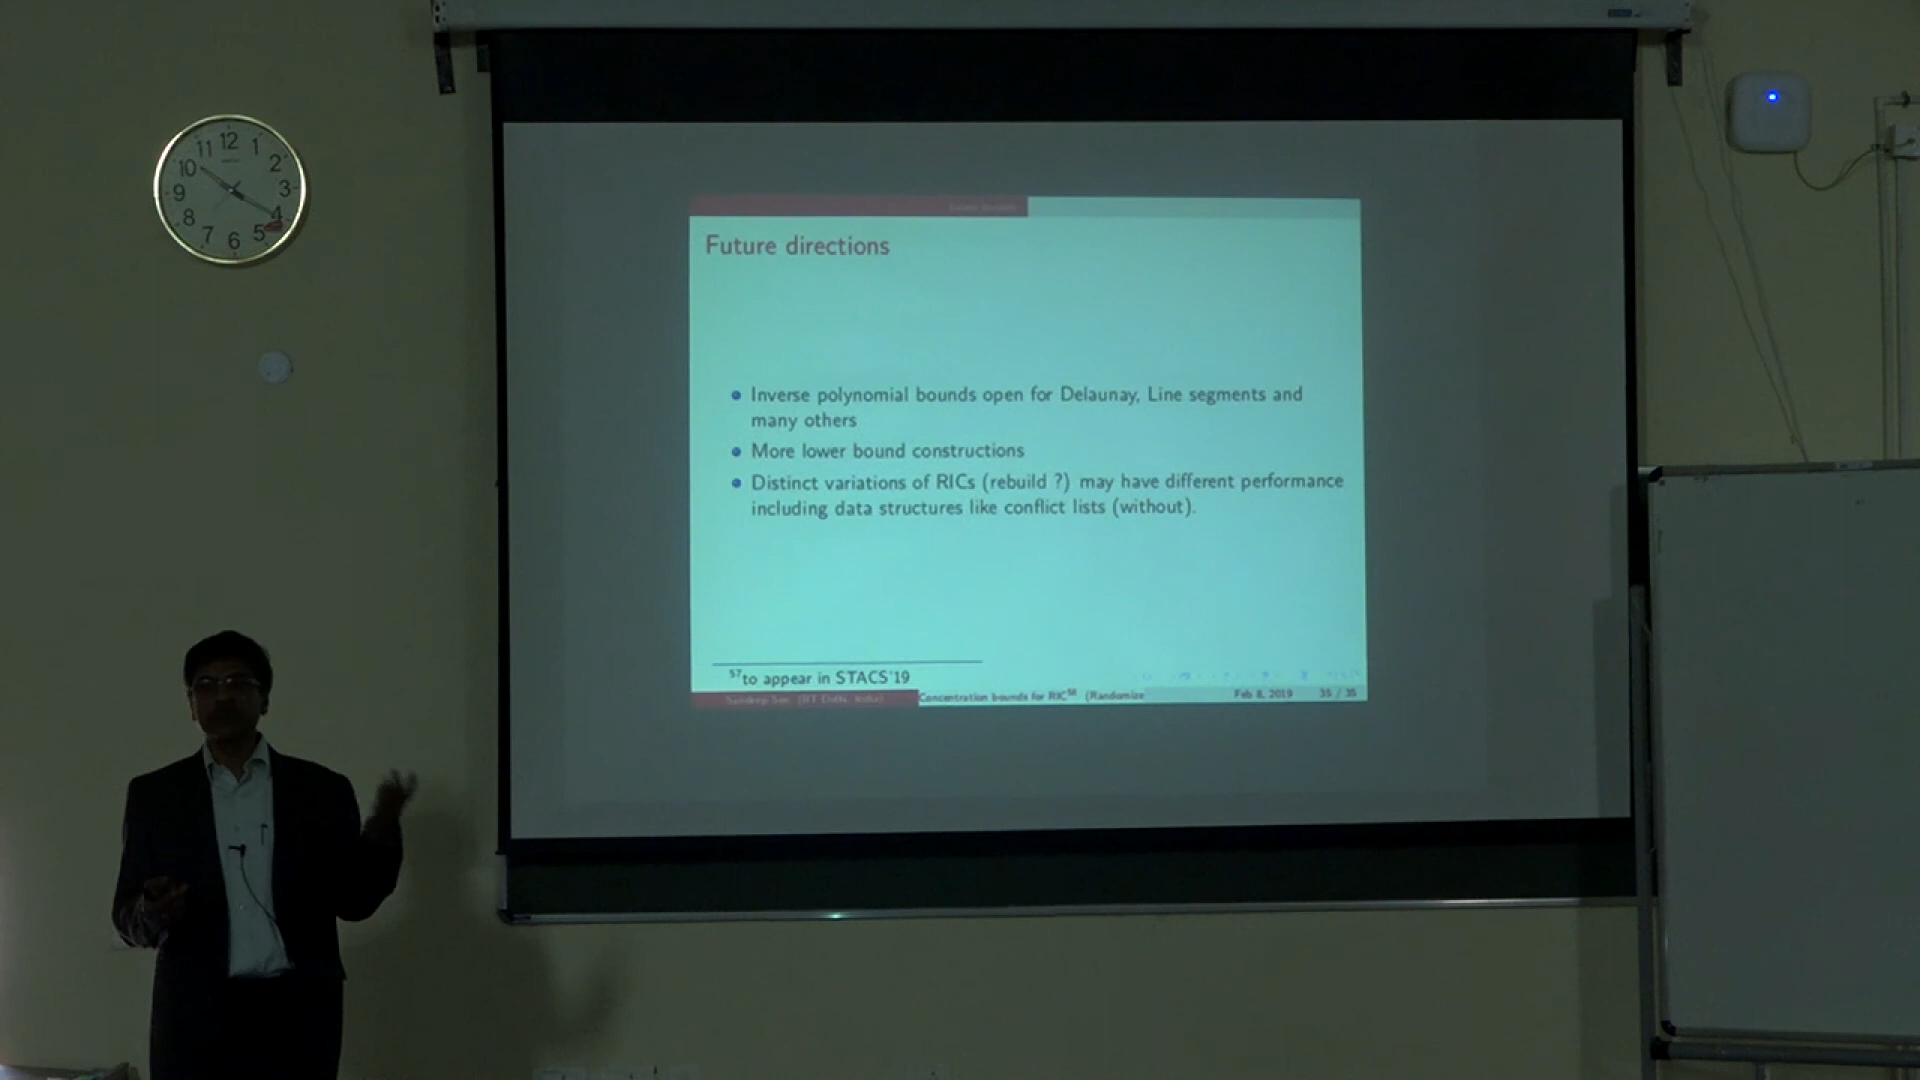 12
11
1
10
2
9
3
8
4
7
5
6
Future directions
Inverse polynomial bounds open for Delaunay, Line segments and
many others
More lower bound constructions
Distinct variations of RICs (rebuild ?) may have different performance
including data structures like conflict lists (without).
57to appear in STACS'19
Concentration bounds for RIC58 (Randomize
Feb 8, 2019
35 / 35